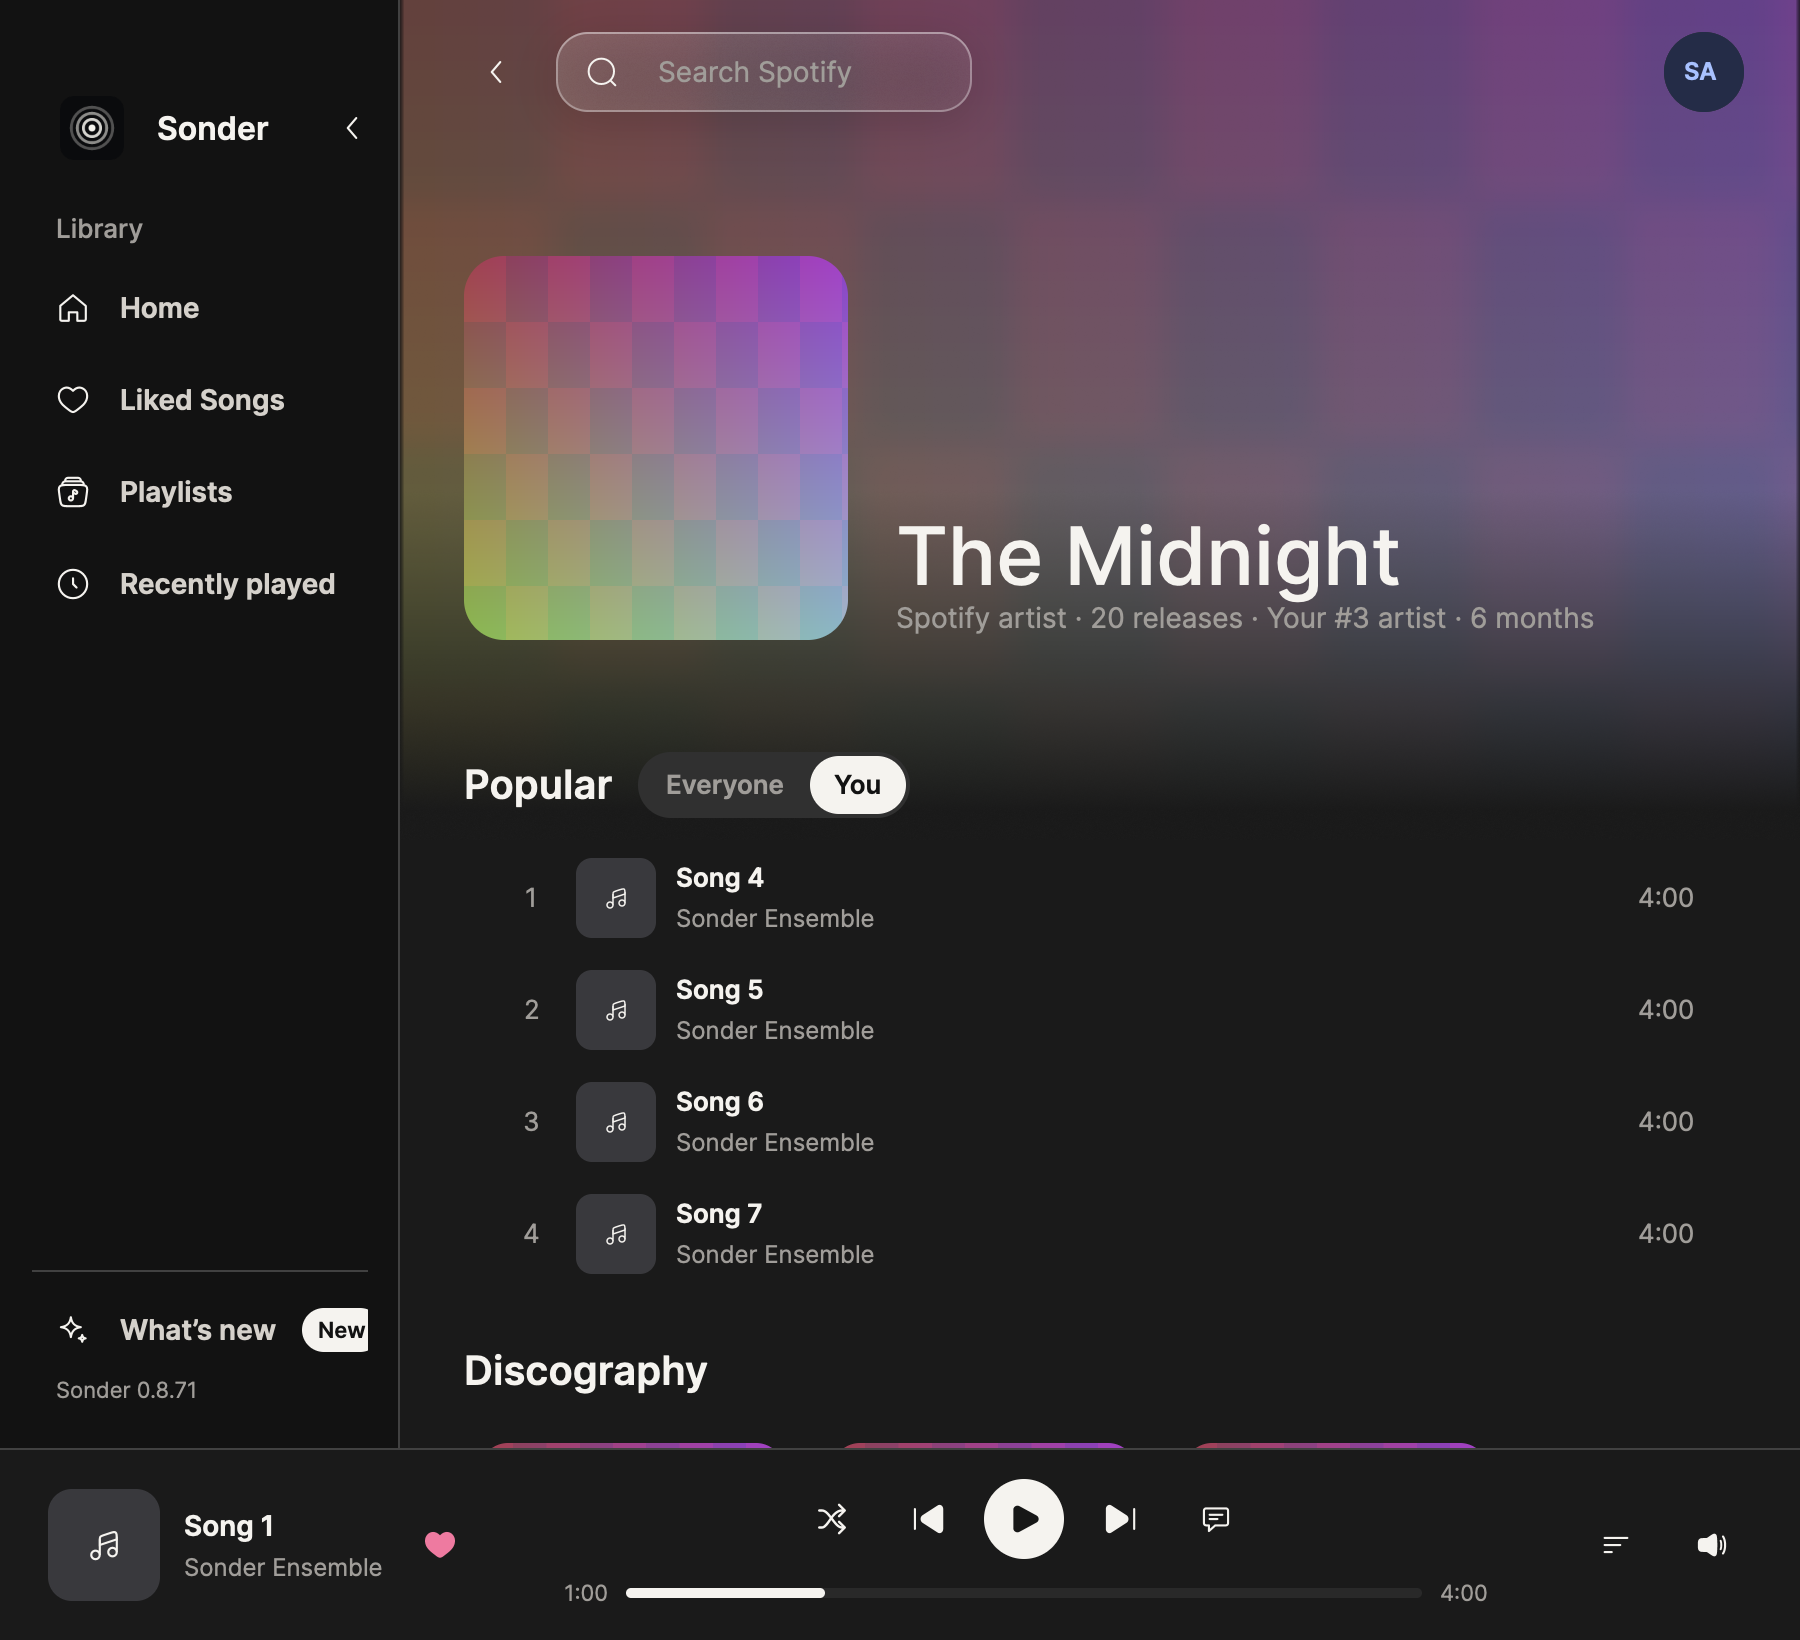 Sonder
Library
Home
Liked Songs
Playlists
Recently played
What’s new New
Sonder 0.8.71
Search Spotify
SA
The Midnight
Spotify artist · 20 releases · Your #3 artist · 6 months
Popular Everyone You
1 Song 4 4:00
Sonder Ensemble
2 Song 5 4:00
Sonder Ensemble
3 Song 6 4:00
Sonder Ensemble
4 Song 7 4:00
Sonder Ensemble
Discography
Song 1
Sonder Ensemble
1:00 4:00